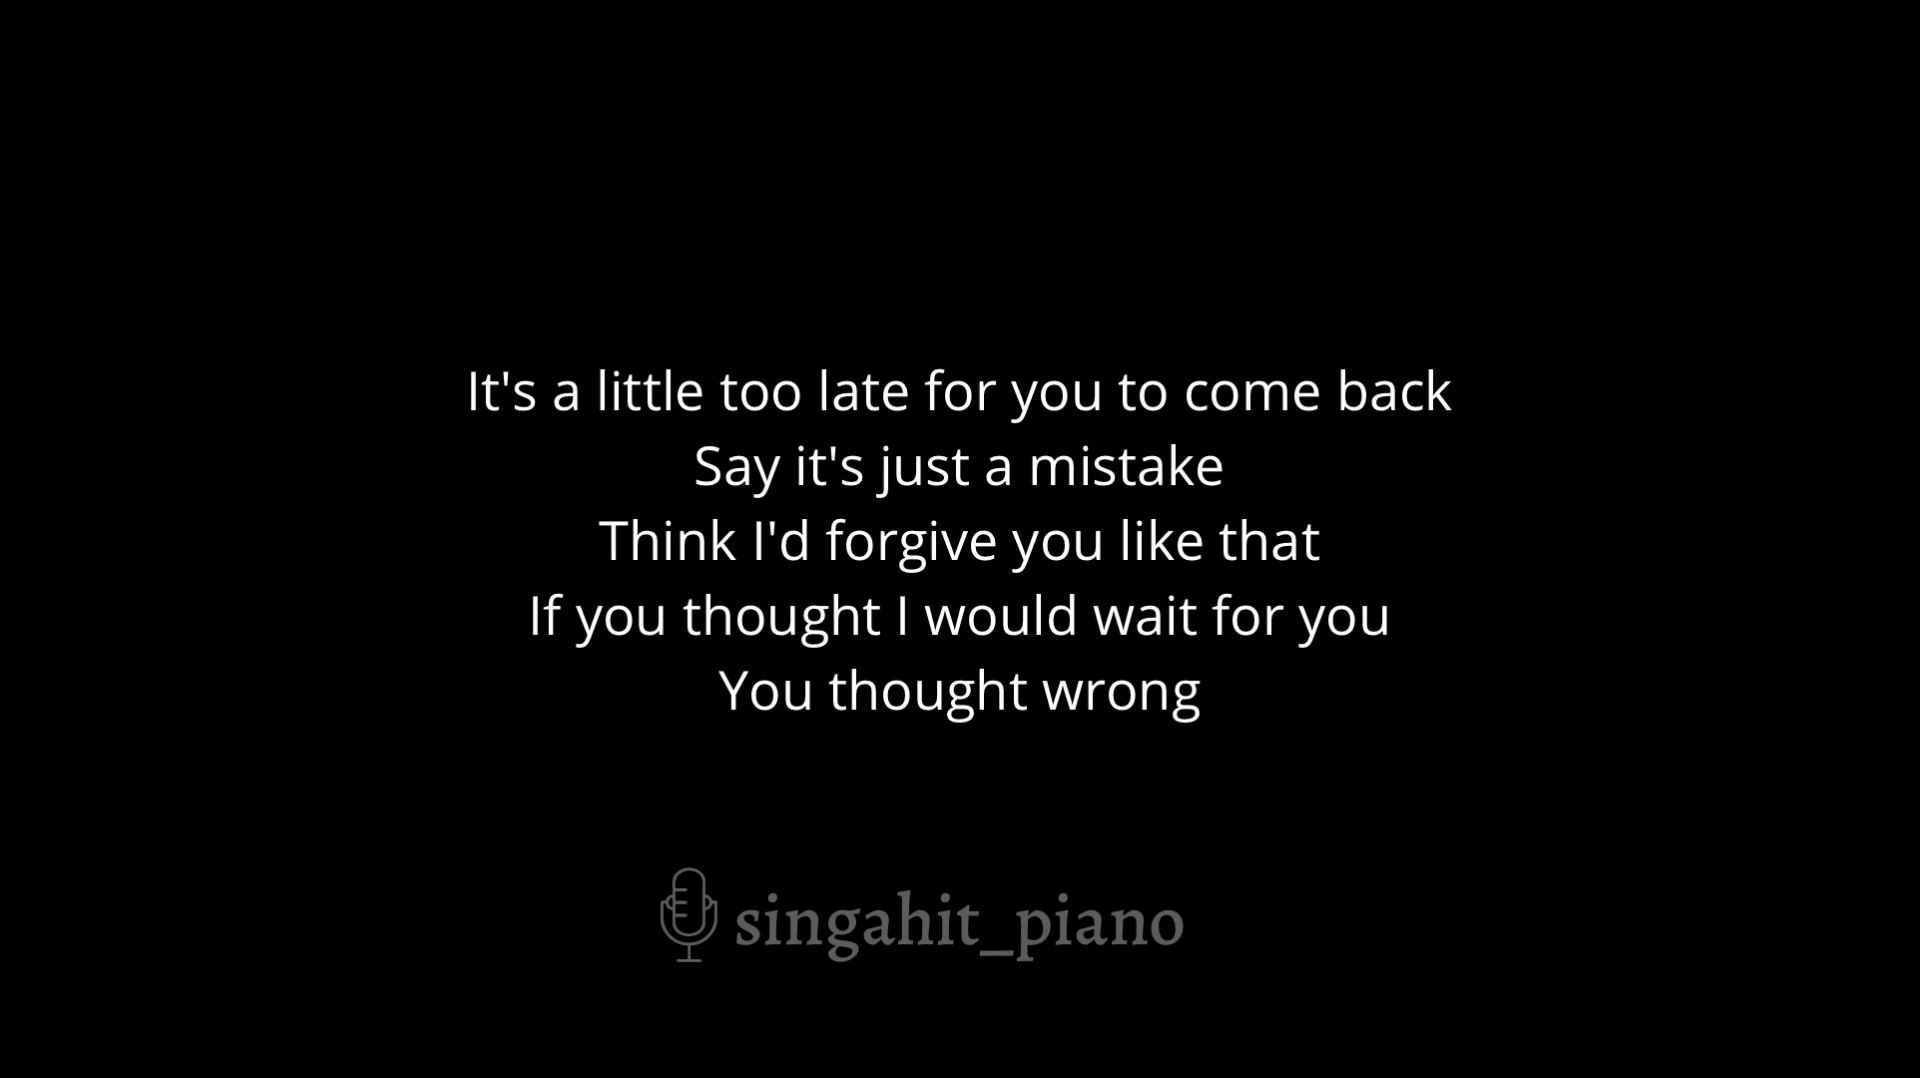 It's a little too late for you to come back
Say it's just a mistake
Think I'd forgive you like that
If you thought I would wait for you
You thought wrong
singahit_piano